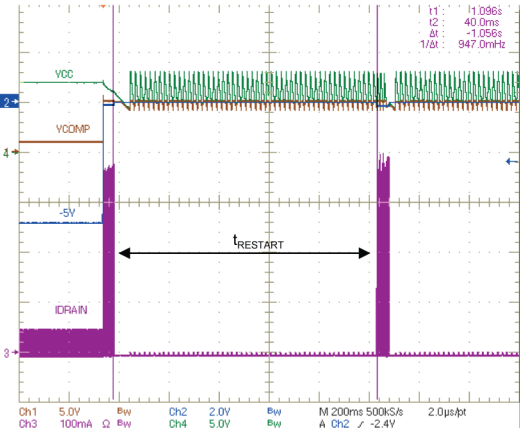 t1 : 1.096s
t2 : 40.0ms
Δt : -1.056s
1/Δt : 947.0mHz
VCC
2
VCOMP
4
-5V
tRESTART
IDRAIN
3
Ch1 5.0V Bw Ch2 2.0V Bw M 200ms 500kS/s 2.0µs/pt
Ch3 100mA Ω Bw Ch4 5.0V Bw A Ch2 ⁄ -2.4V